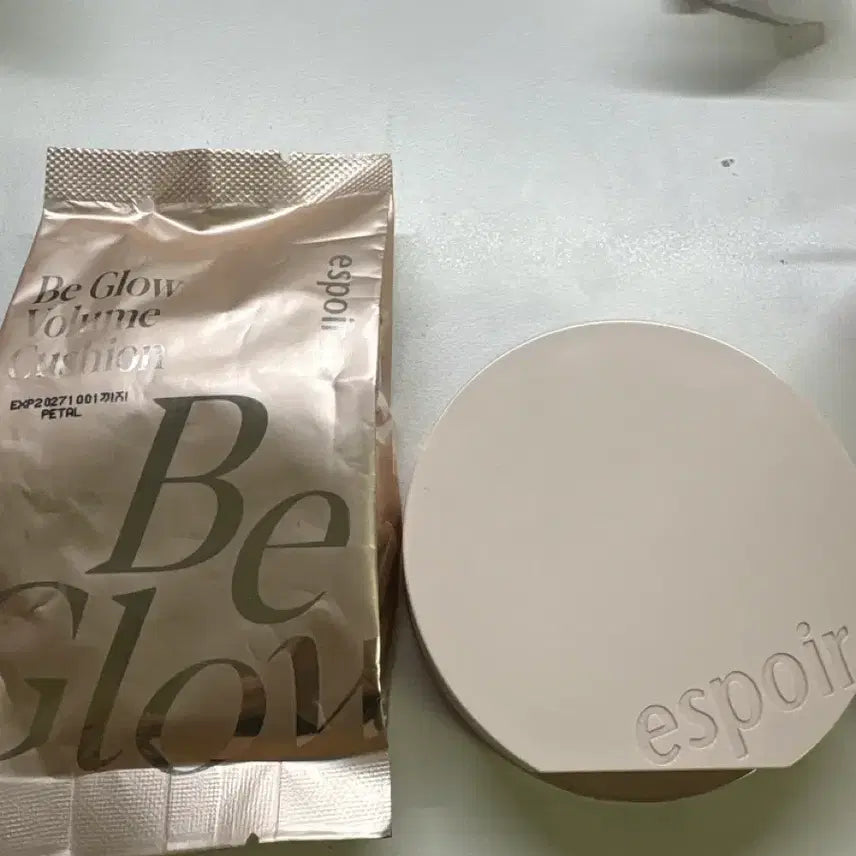 Be Glow
Volume
Cushion
espoir
EXP20271001까지
PETAL
Be
Glow
espoir